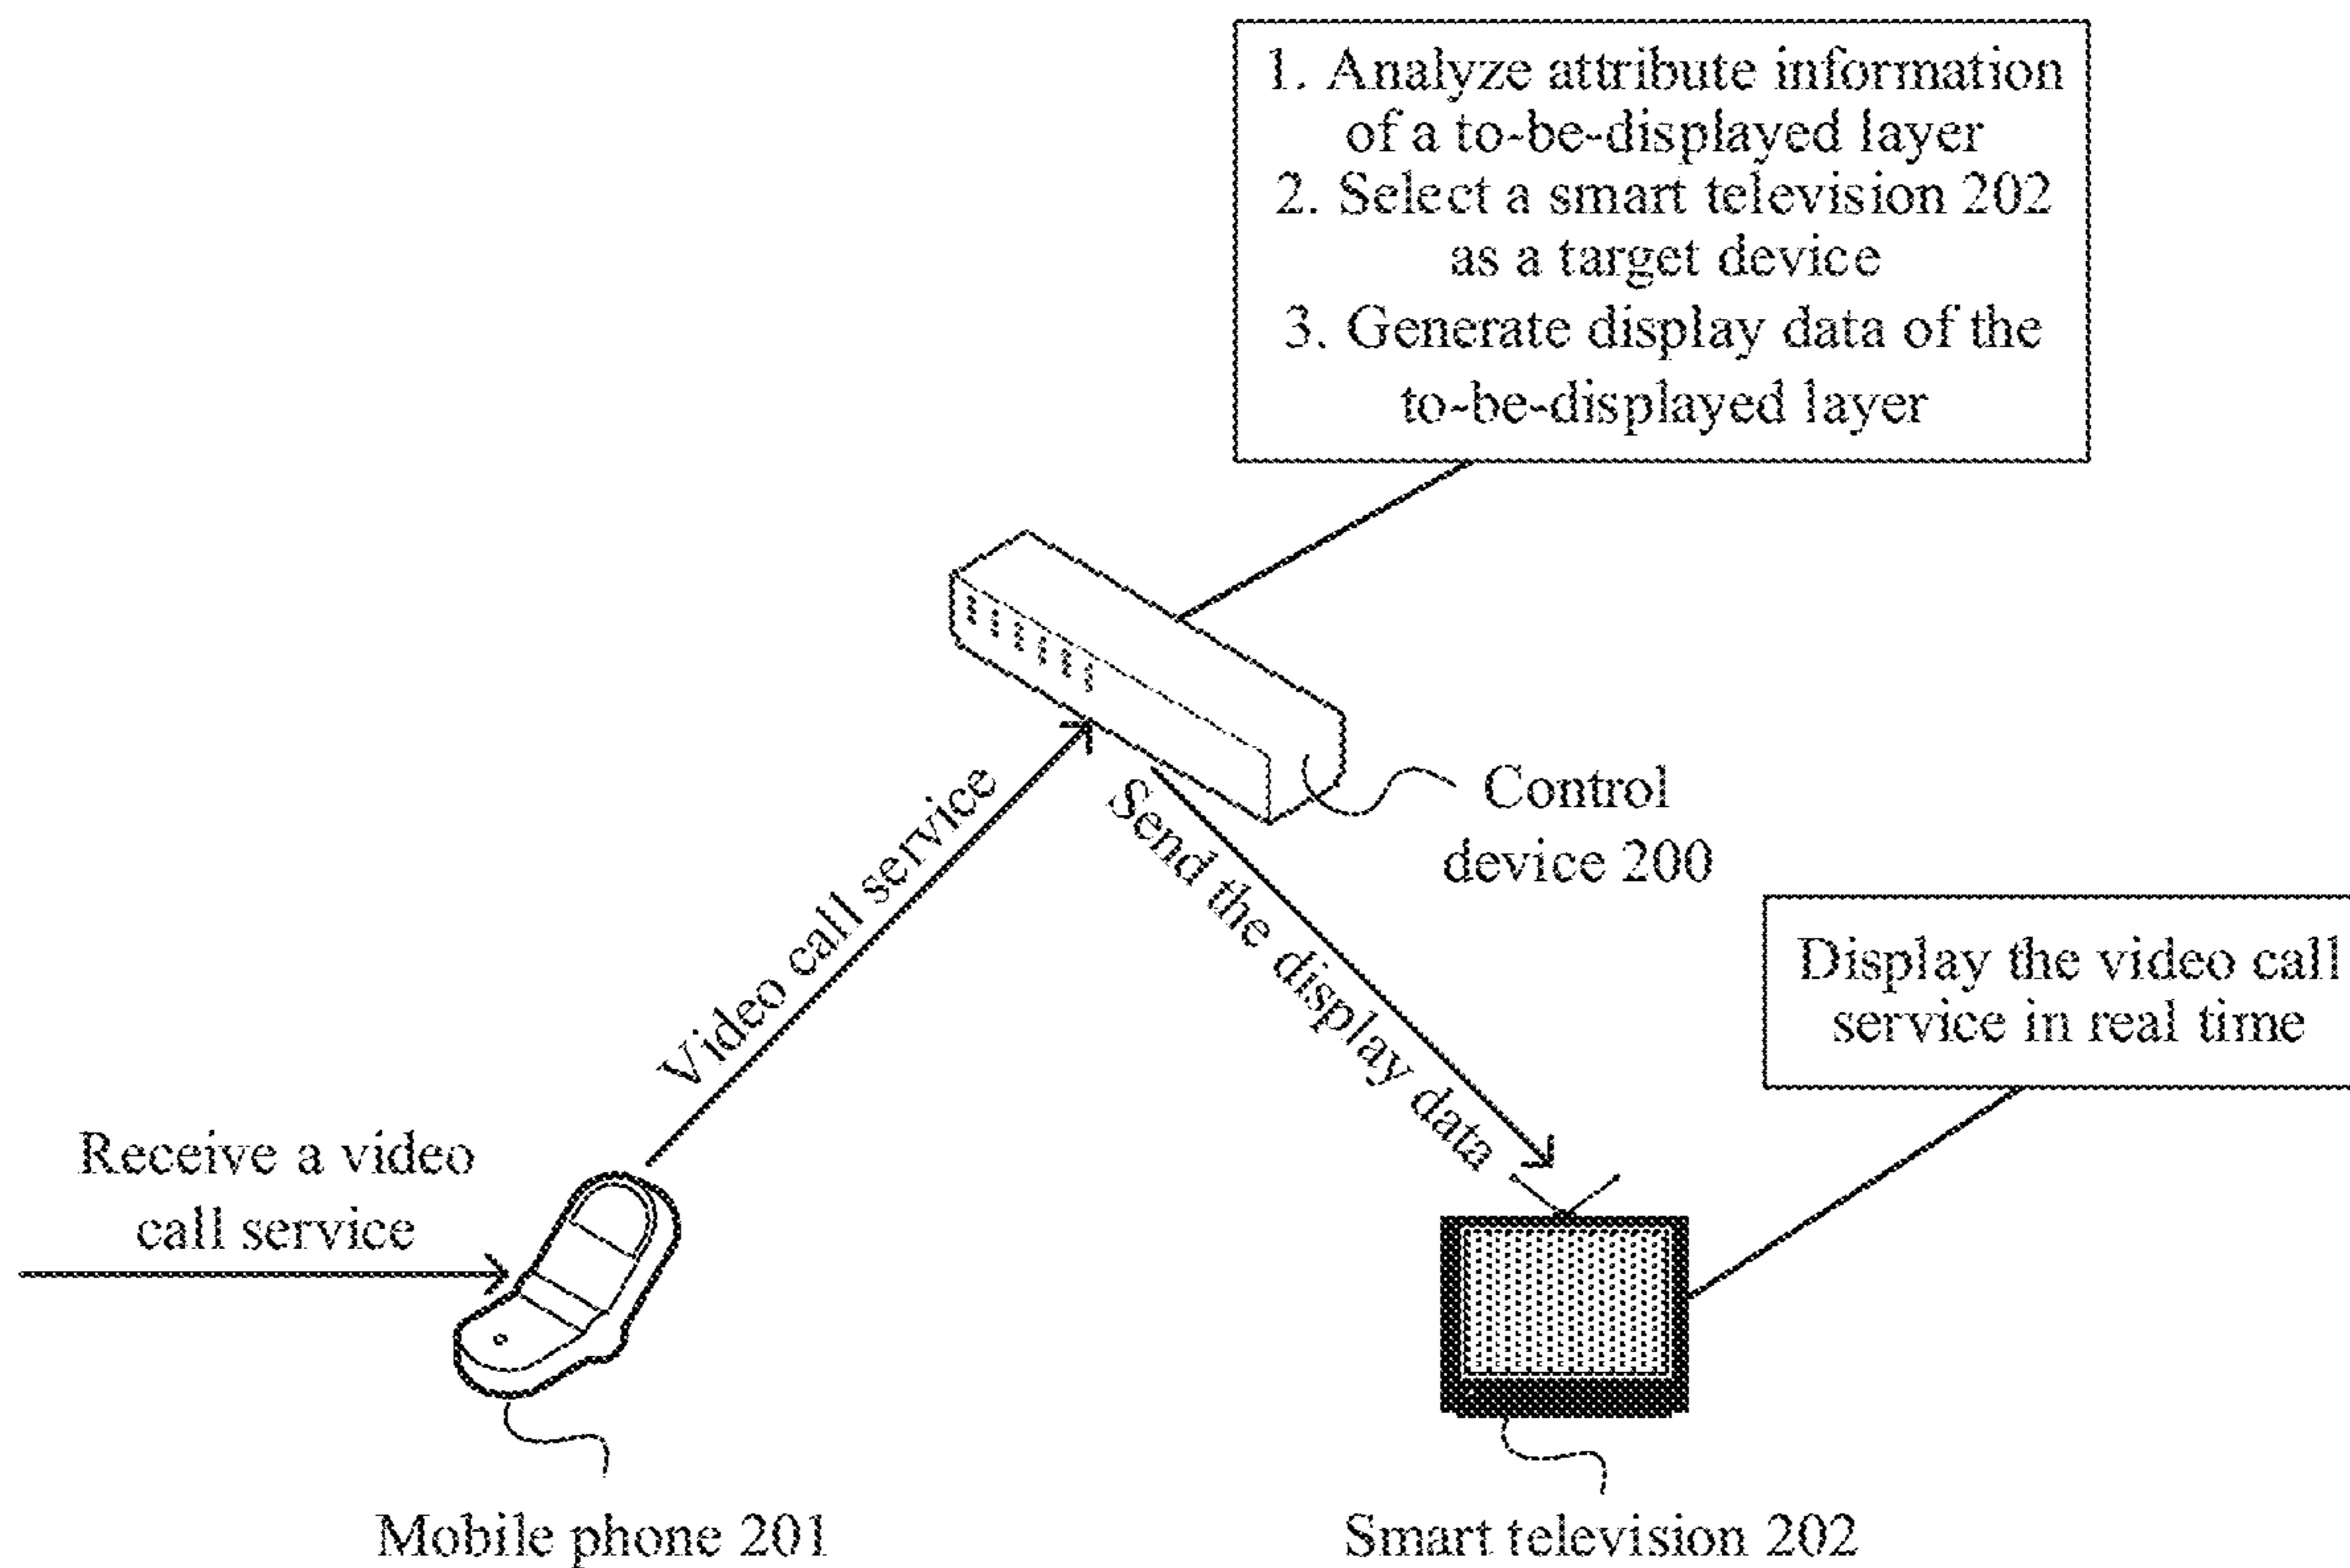 1. Analyze attribute information
of a to-be-displayed layer
2. Select a smart television 202
as a target device
3. Generate display data of the
to-be-displayed layer
Control
device 200
Video call service
Send the display data
Display the video call
service in real time
Receive a video
call service
Mobile phone 201
Smart television 202